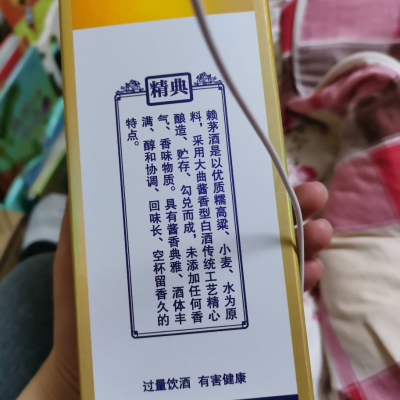 精典
赖茅酒是以优质糯高粱、小麦、水为原
料，采用大曲酱香型白酒传统工艺精心
酿造、贮存、勾兑而成，未添加任何香
气、香味物质。具有酱香典雅、酒体丰
满、醇和协调、回味长、空杯留香久的
特点。
过量饮酒 有害健康